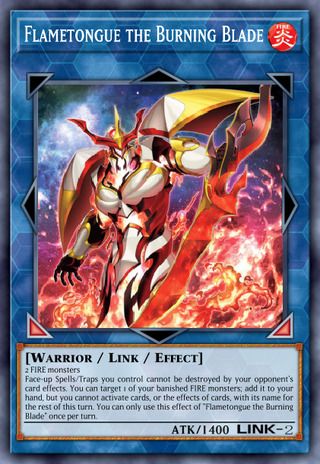 Flametongue the Burning Blade
FIRE
炎
[Warrior / Link / Effect]
2 FIRE monsters
Face-up Spells/Traps you control cannot be destroyed by your opponent's
card effects. You can target 1 of your banished FIRE monsters; add it to your
hand, but you cannot activate cards, or the effects of cards, with its name for
the rest of this turn. You can only use this effect of "Flametongue the Burning
Blade" once per turn.
ATK/1400 LINK-2